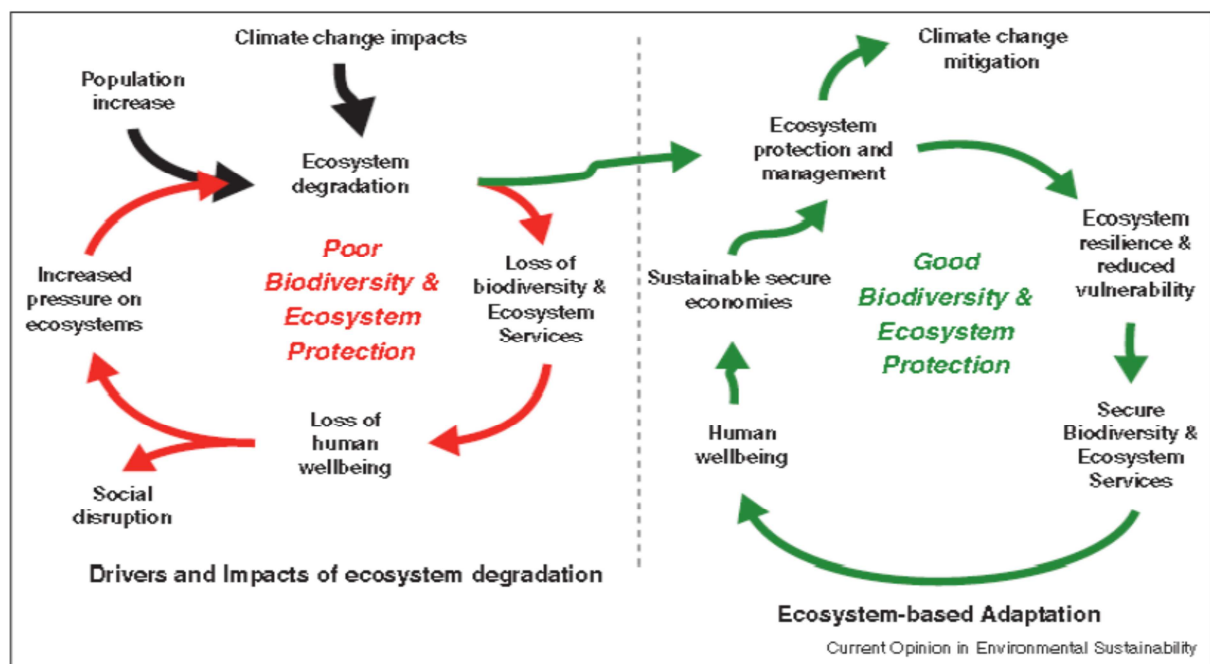 Climate change impacts
Population
increase
Ecosystem
degradation
Poor
Biodiversity &
Ecosystem
Protection
Increased
pressure on
ecosystems
Loss of
biodiversity &
Ecosystem
Services
Loss of
human
wellbeing
Social
disruption
Drivers and Impacts of ecosystem degradation
Climate change
mitigation
Ecosystem
protection and
management
Ecosystem
resilience &
reduced
vulnerability
Sustainable secure
economies
Good
Biodiversity &
Ecosystem
Protection
Human
wellbeing
Secure
Biodiversity &
Ecosystem
Services
Ecosystem-based Adaptation
Current Opinion in Environmental Sustainability